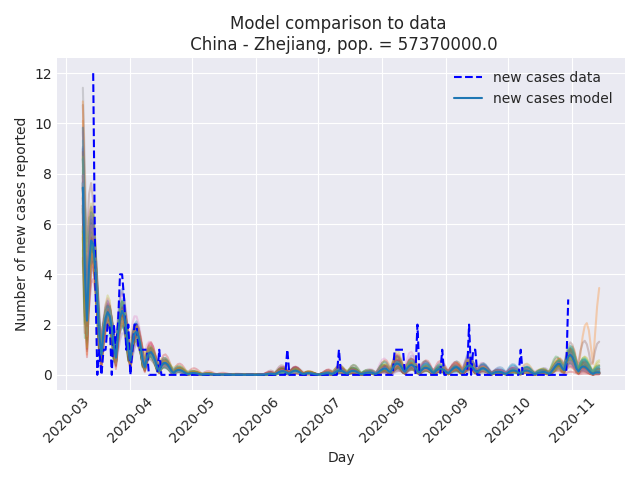 Model comparison to data
China - Zhejiang, pop. = 57370000.0
new cases data
new cases model
Number of new cases reported
12
10
8
6
4
2
0
2020-03
2020-04
2020-05
2020-06
2020-07
2020-08
2020-09
2020-10
2020-11
Day